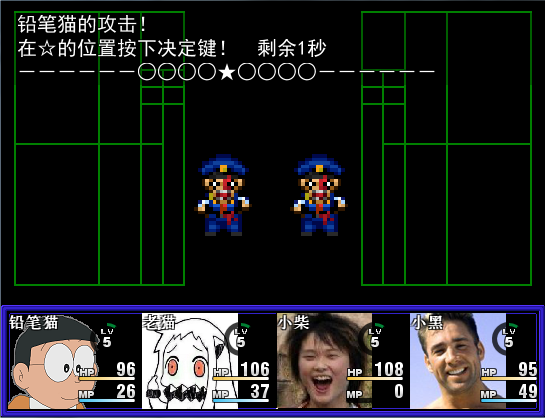 铅笔猫的攻击！
在☆的位置按下决定键！ 剩余1秒
－－－－－－○○○○★○○○○－－－－－－
铅笔猫 老猫 小柴 小黑
LV 5 LV 5 LV 5 LV 5
HP 96 HP 106 HP 108 HP 95
MP 26 MP 37 MP 0 MP 49